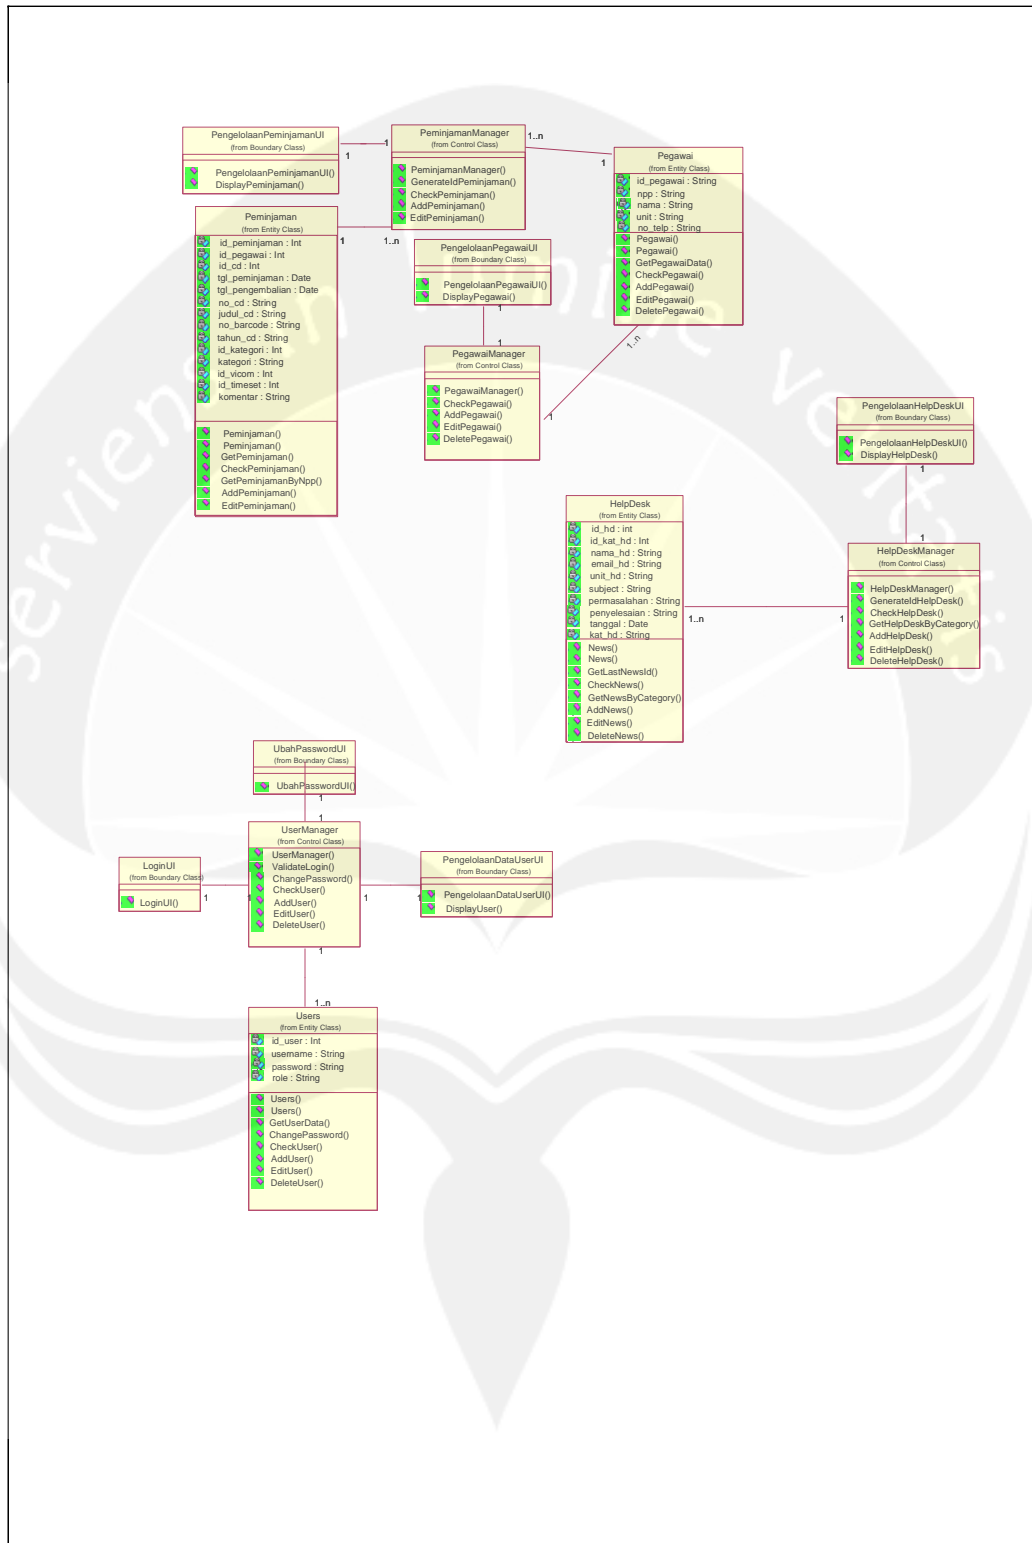 PengelolaanPeminjamanUI
(from Boundary Class)
PengelolaanPeminjamanUI()
DisplayPeminjaman()
1
1
PeminjamanManager
(from Control Class)
PeminjamanManager()
GenerateIdPeminjaman()
CheckPeminjaman()
AddPeminjaman()
EditPeminjaman()
1..n
1
Pegawai
(from Entity Class)
id_pegawai : String
npp : String
nama : String
unit : String
no_telp : String
Pegawai()
Pegawai()
GetPegawaiData()
CheckPegawai()
AddPegawai()
EditPegawai()
DeletePegawai()
Peminjaman
(from Entity Class)
id_peminjaman : Int
id_pegawai : Int
id_cd : Int
tgl_peminjaman : Date
tgl_pengembalian : Date
no_cd : String
judul_cd : String
no_barcode : String
tahun_cd : String
id_kategori : Int
kategori : String
id_vicom : Int
id_timeset : Int
komentar : String
Peminjaman()
Peminjaman()
GetPeminjaman()
CheckPeminjaman()
GetPeminjamanByNpp()
AddPeminjaman()
EditPeminjaman()
1
1..n
PengelolaanPegawaiUI
(from Boundary Class)
PengelolaanPegawaiUI()
DisplayPegawai()
1
1
PegawaiManager
(from Control Class)
PegawaiManager()
CheckPegawai()
AddPegawai()
EditPegawai()
DeletePegawai()
1..n
1
PengelolaanHelpDeskUI
(from Boundary Class)
PengelolaanHelpDeskUI()
DisplayHelpDesk()
1
1
HelpDesk
(from Entity Class)
id_hd : int
id_kat_hd : Int
nama_hd : String
email_hd : String
unit_hd : String
subject : String
permasalahan : String
penyelesaian : String
tanggal : Date
kat_hd : String
News()
News()
GetLastNewsId()
CheckNews()
GetNewsByCategory()
AddNews()
EditNews()
DeleteNews()
1..n
1
HelpDeskManager
(from Control Class)
HelpDeskManager()
GenerateIdHelpDesk()
CheckHelpDesk()
GetHelpDeskByCategory()
AddHelpDesk()
EditHelpDesk()
DeleteHelpDesk()
UbahPasswordUI
(from Boundary Class)
UbahPasswordUI()
1
1
UserManager
(from Control Class)
UserManager()
ValidateLogin()
ChangePassword()
CheckUser()
AddUser()
EditUser()
DeleteUser()
LoginUI
(from Boundary Class)
LoginUI()
1
1
1
1
PengelolaanDataUserUI
(from Boundary Class)
PengelolaanDataUserUI()
DisplayUser()
1
1..n
Users
(from Entity Class)
id_user : Int
username : String
password : String
role : String
Users()
Users()
GetUserData()
ChangePassword()
CheckUser()
AddUser()
EditUser()
DeleteUser()
serviens in lumine veritatis